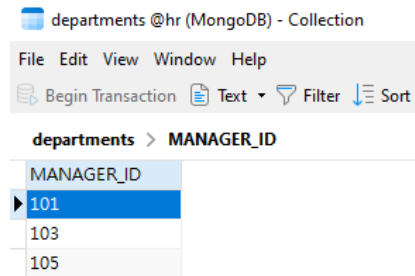 departments @hr (MongoDB) - Collection
File Edit View Window Help
Begin Transaction Text Filter Sort
departments > MANAGER_ID
MANAGER_ID
101
103
105